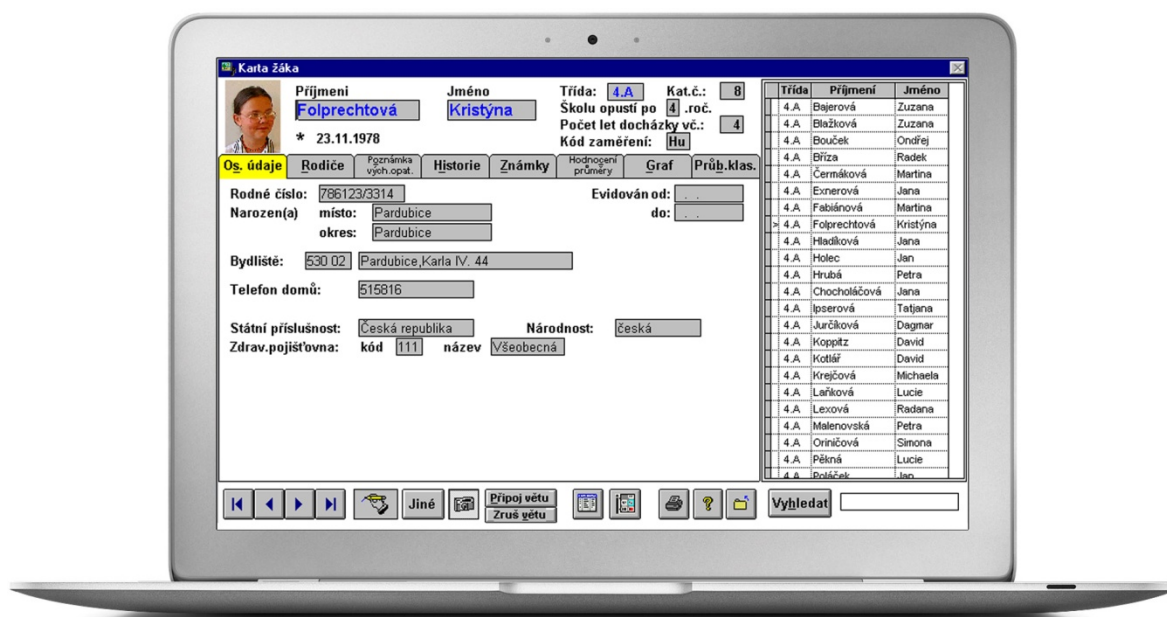 Karta žáka
Příjmeni Jméno Třída: 4.A Kat.č.: 8
Folprechtová Kristýna Školu opustí po 4 .roč.
* 23.11.1978 Počet let docházky vč.: 4
Kód zaměření: Hu
Os. údaje Rodiče Poznámka vých.opat. Historie Známky Hodnocení průměry Graf Průb.klas.
Rodné číslo: 786123/3314 Evidován od: . .
Narozen(a) místo: Pardubice do: . .
okres: Pardubice
Bydliště: 530 02 Pardubice,Karla IV. 44
Telefon domů: 515816
Státní příslušnost: Česká republika Národnost: česká
Zdrav.pojišťovna: kód 111 název Všeobecná
Jiné Připoj větu
Zruš větu
Třída Příjmení Jméno
4.A Bajerová Zuzana
4.A Blažková Zuzana
4.A Bouček Ondřej
4.A Bříza Radek
4.A Čermáková Martina
4.A Exnerová Jana
4.A Fabiánová Martina
> 4.A Folprechtová Kristýna
4.A Hladíková Jana
4.A Holec Jan
4.A Hrubá Petra
4.A Chocholáčová Jana
4.A Ipserová Tatjana
4.A Jurčíková Dagmar
4.A Koppitz David
4.A Kotlář David
4.A Krejčová Michaela
4.A Laňková Lucie
4.A Lexová Radana
4.A Malenovská Petra
4.A Oriničová Simona
4.A Pěkná Lucie
4.A Poláček Jan
Vyhledat